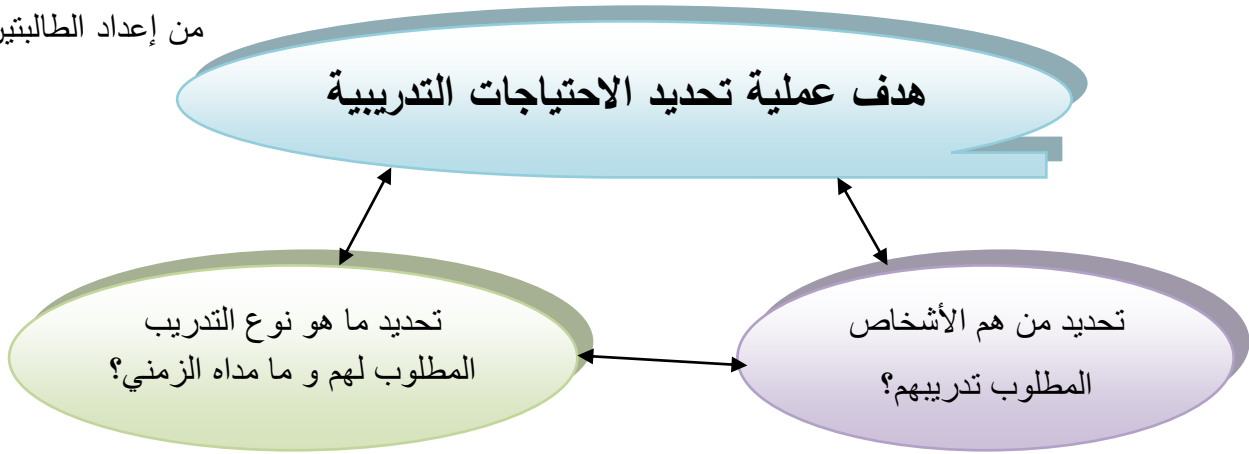 من إعداد الطالبتين
هدف عملية تحديد الاحتياجات التدريبية
تحديد من هم الأشخاص
المطلوب تدريبهم؟
تحديد ما هو نوع التدريب
المطلوب لهم و ما مداه الزمني؟